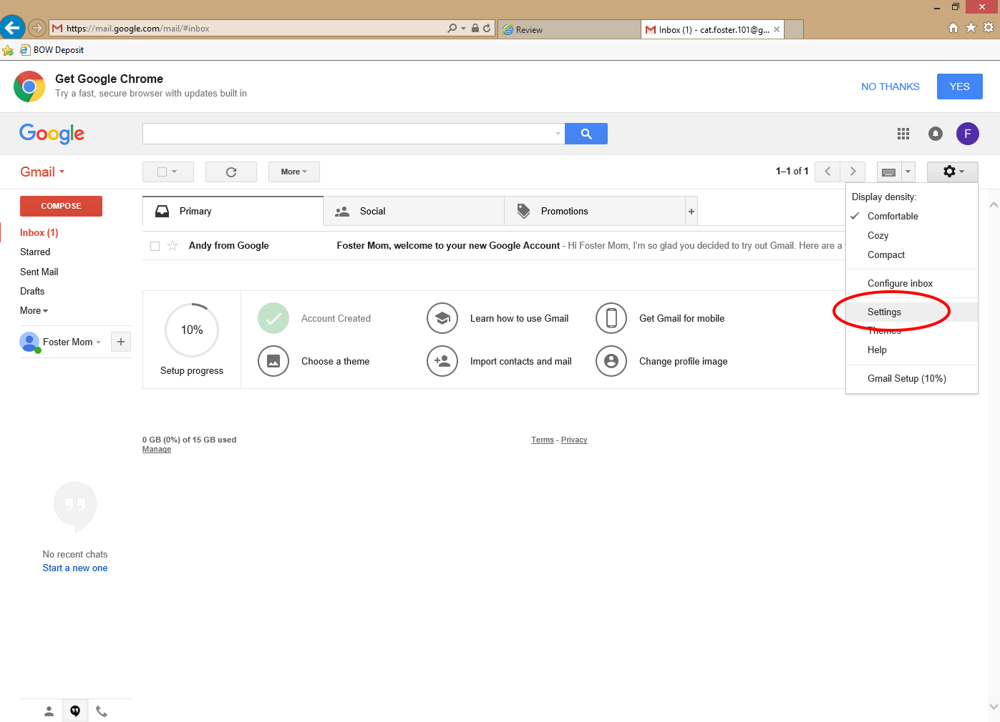 https://mail.google.com/mail/#inbox
Review
Inbox (1) - cat.foster.101@g...
BOW Deposit
Get Google Chrome
Try a fast, secure browser with updates built in
NO THANKS
YES
Google
F
Gmail
More
1–1 of 1
COMPOSE
Inbox (1)
Starred
Sent Mail
Drafts
More
Foster Mom
Primary
Social
Promotions
Andy from Google
Foster Mom, welcome to your new Google Account - Hi Foster Mom, I'm so glad you decided to try out Gmail. Here are a
10%
Setup progress
Account Created
Learn how to use Gmail
Get Gmail for mobile
Choose a theme
Import contacts and mail
Change profile image
Display density:
Comfortable
Cozy
Compact
Configure inbox
Settings
Themes
Help
Gmail Setup (10%)
0 GB (0%) of 15 GB used
Manage
Terms - Privacy
No recent chats
Start a new one